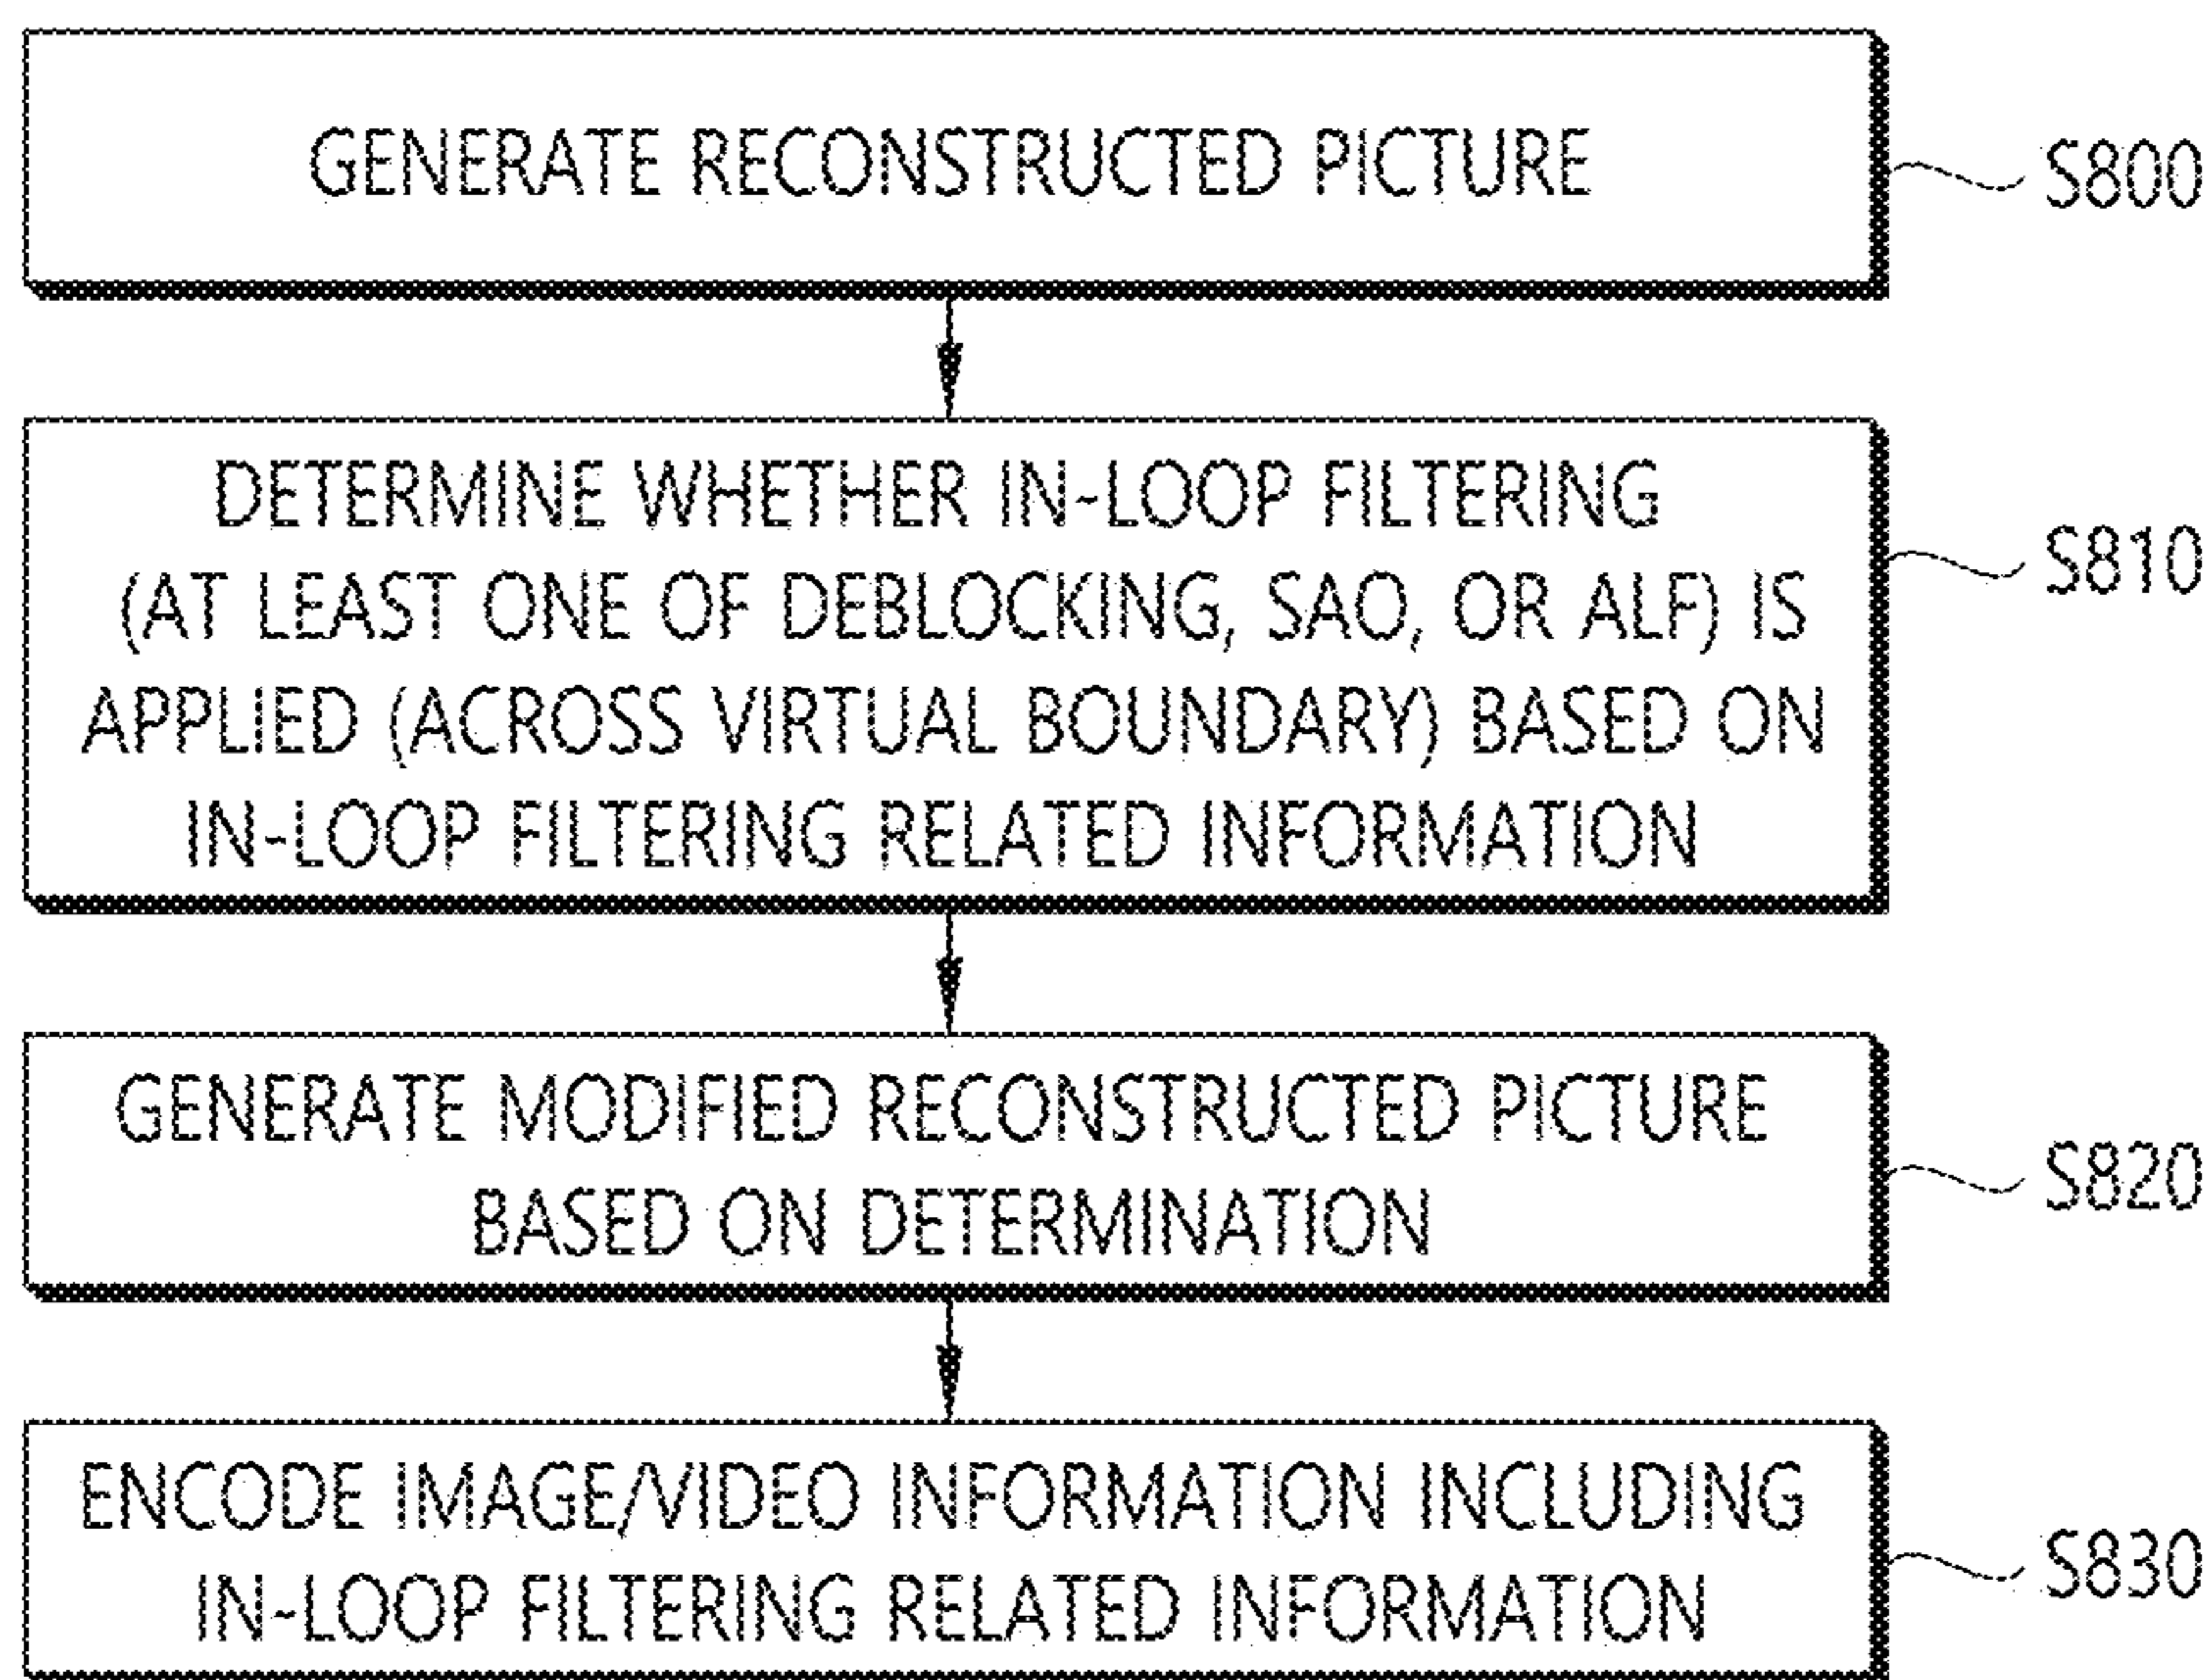 GENERATE RECONSTRUCTED PICTURE
S800
DETERMINE WHETHER IN-LOOP FILTERING
(AT LEAST ONE OF DEBLOCKING, SAO, OR ALF) IS
APPLIED (ACROSS VIRTUAL BOUNDARY) BASED ON
IN-LOOP FILTERING RELATED INFORMATION
S810
GENERATE MODIFIED RECONSTRUCTED PICTURE
BASED ON DETERMINATION
S820
ENCODE IMAGE/VIDEO INFORMATION INCLUDING
IN-LOOP FILTERING RELATED INFORMATION
S830